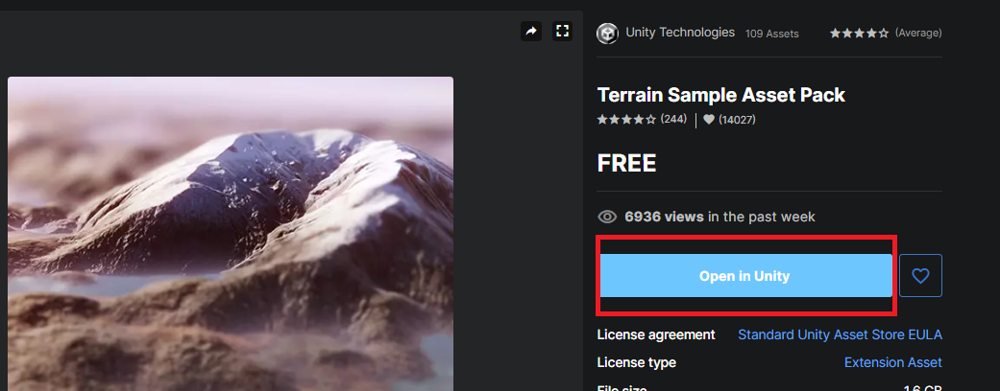 Unity Technologies 109 Assets (Average)
Terrain Sample Asset Pack
(244) (14027)
FREE
6936 views in the past week
Open in Unity
License agreement Standard Unity Asset Store EULA
License type Extension Asset
File size 1.6 GB